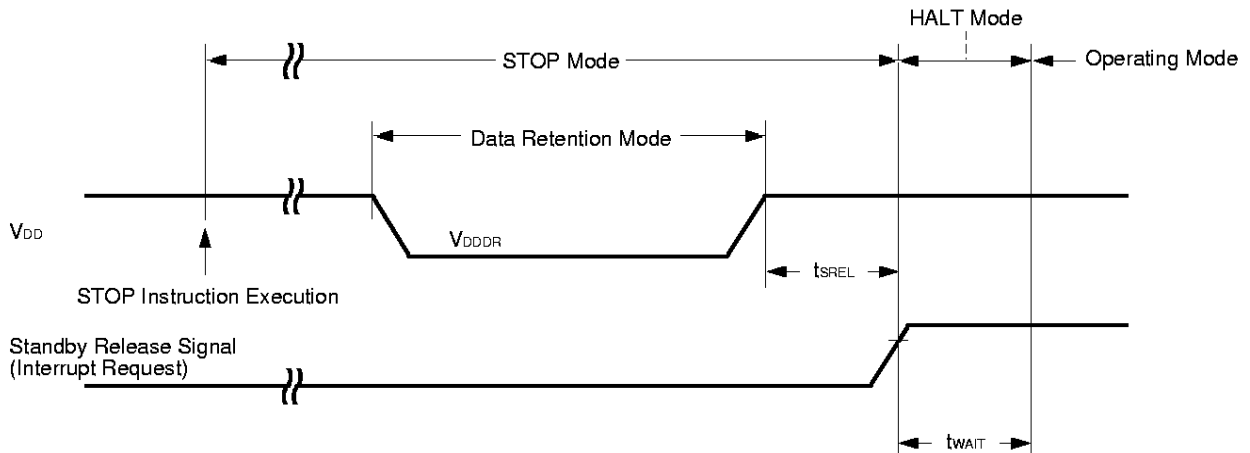 HALT Mode
STOP Mode
Operating Mode
Data Retention Mode
VDD
VDDDR
tSREL
STOP Instruction Execution
Standby Release Signal
(Interrupt Request)
tWAIT